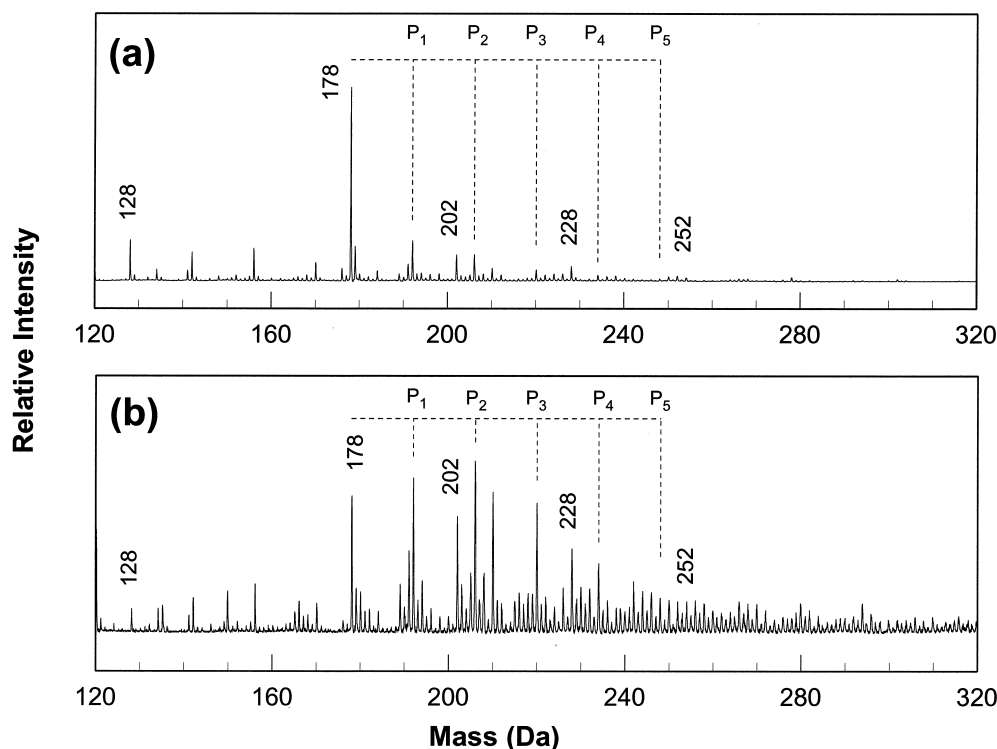 (a)
P1 P2 P3 P4 P5
128 178 202 228 252
120 160 200 240 280 320
Relative Intensity
(b)
P1 P2 P3 P4 P5
128 178 202 228 252
120 160 200 240 280 320
Mass (Da)